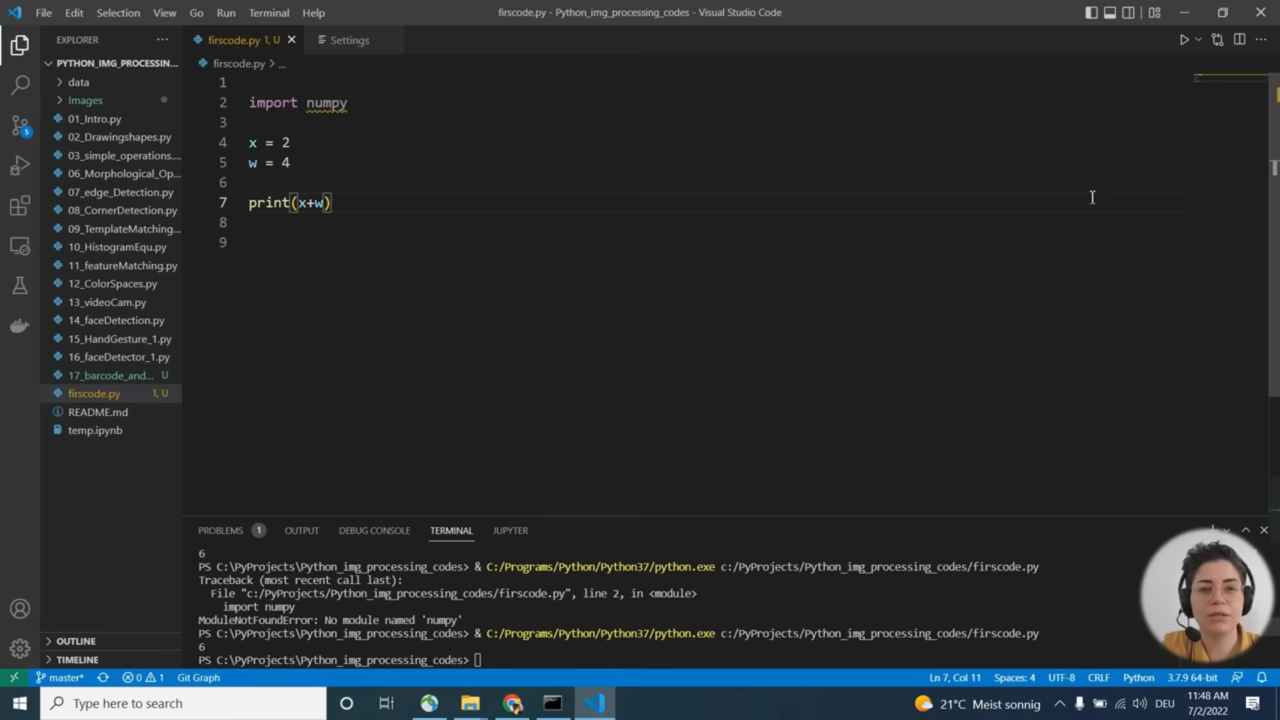 File Edit Selection View Go Run Terminal Help
firscode.py - Python_img_processing_codes - Visual Studio Code
EXPLORER
PYTHON_IMG_PROCESSIN...
data
Images
01_Intro.py
02_Drawingshapes.py
03_simple_operations....
06_Morphological_Op...
07_edge_Detection.py
08_CornerDetection.py
09_TemplateMatching...
10_HistogramEqu.py
11_featureMatching.py
12_ColorSpaces.py
13_videoCam.py
14_faceDetection.py
15_HandGesture_1.py
16_faceDetector_1.py
17_barcode_and... U
firscode.py 1, U
README.md
temp.ipynb
OUTLINE
TIMELINE
5
firscode.py 1, U Settings
firscode.py > ...
1
2 import numpy
3
4 x = 2
5 w = 4
6
7 print(x+w)
8
9
PROBLEMS 1 OUTPUT DEBUG CONSOLE TERMINAL JUPYTER
6
PS C:\PyProjects\Python_img_processing_codes> & C:/Programs/Python/Python37/python.exe c:/PyProjects/Python_img_processing_codes/firscode.py
Traceback (most recent call last):
File "c:/PyProjects/Python_img_processing_codes/firscode.py", line 2, in <module>
import numpy
ModuleNotFoundError: No module named 'numpy'
PS C:\PyProjects\Python_img_processing_codes> & C:/Programs/Python/Python37/python.exe c:/PyProjects/Python_img_processing_codes/firscode.py
6
PS C:\PyProjects\Python_img_processing_codes>
master* 0 1 Git Graph Ln 7, Col 11 Spaces: 4 UTF-8 CRLF Python 3.7.9 64-bit
Type here to search
21°C Meist sonnig DEU
11:48 AM
7/2/2022